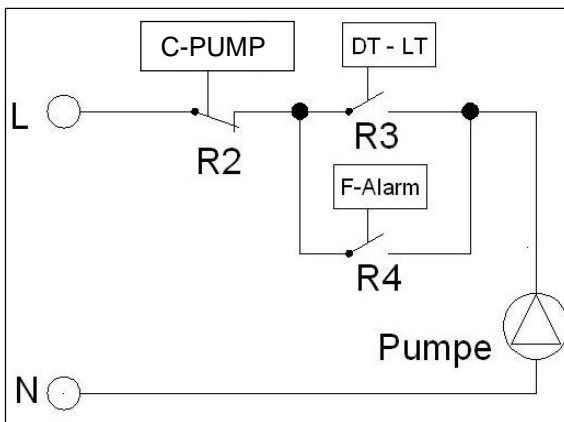 C-PUMP
DT - LT
L
R2
R3
F-Alarm
R4
Pumpe
N